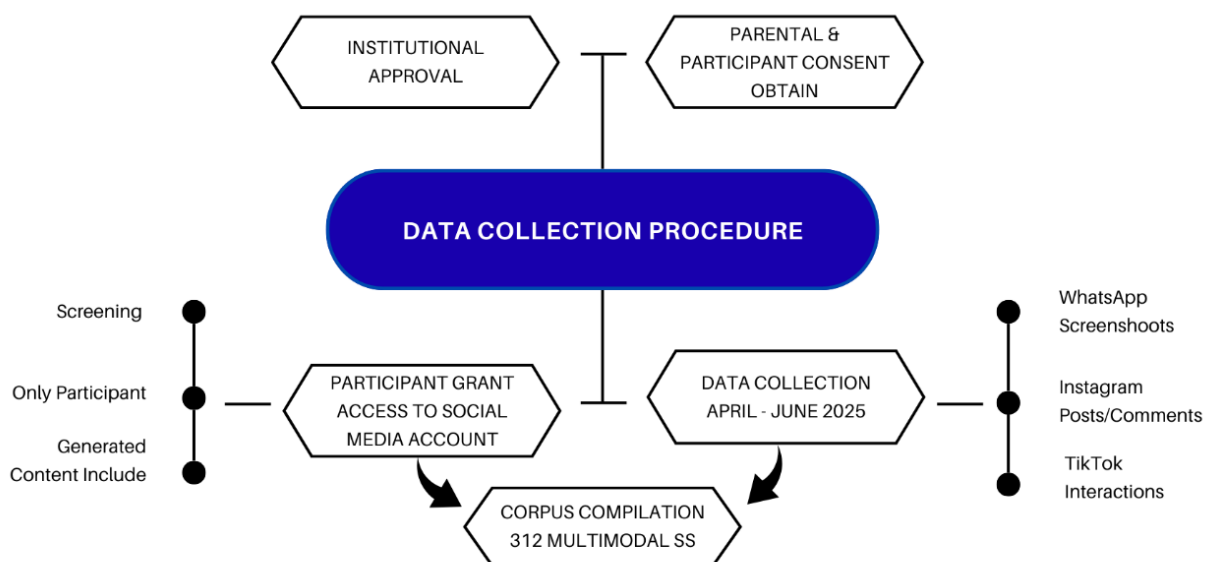 INSTITUTIONAL
APPROVAL
PARENTAL &
PARTICIPANT CONSENT
OBTAIN
DATA COLLECTION PROCEDURE
Screening
Only Participant
Generated
Content Include
PARTICIPANT GRANT
ACCESS TO SOCIAL
MEDIA ACCOUNT
DATA COLLECTION
APRIL - JUNE 2025
WhatsApp
Screenshoots
Instagram
Posts/Comments
TikTok
Interactions
CORPUS COMPILATION
312 MULTIMODAL SS